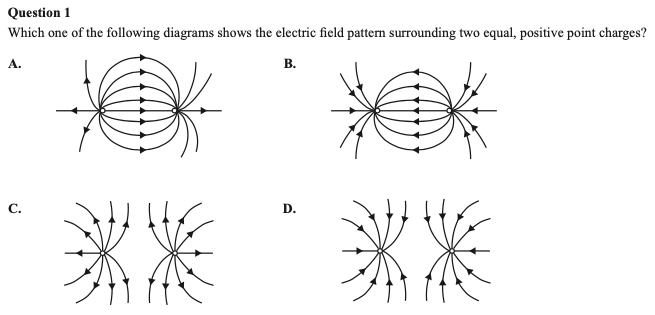 Question 1
Which one of the following diagrams shows the electric field pattern surrounding two equal, positive point charges?
A.
B.
C.
D.